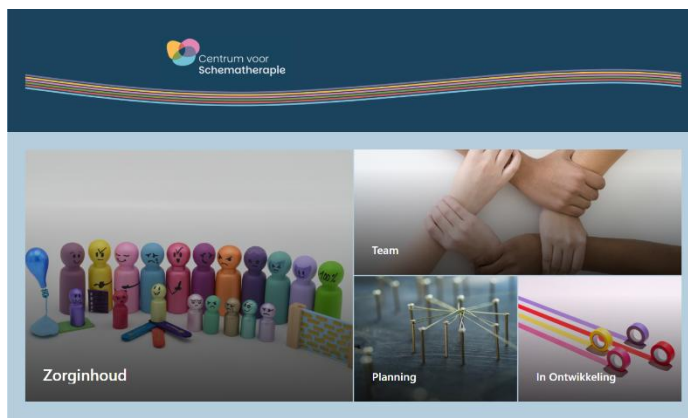 Centrum voor
Schematherapie
Team
Zorginhoud
Planning
In Ontwikkeling